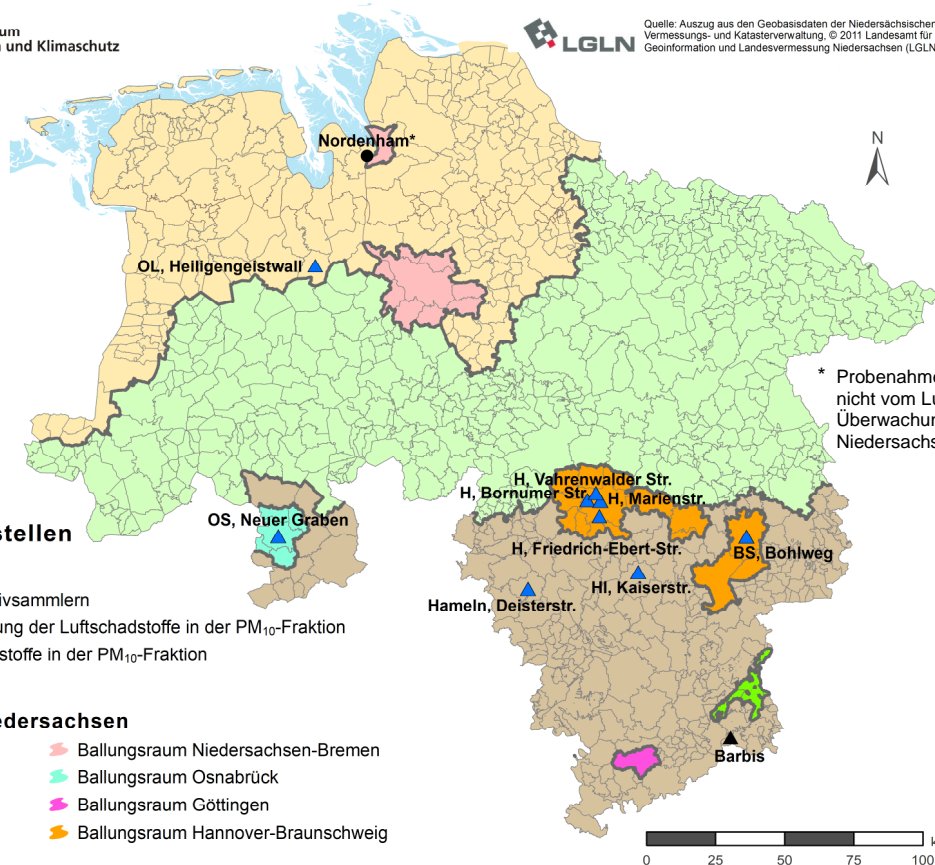 und Klimaschutz
LGLN
Quelle: Auszug aus den Geobasisdaten der Niedersächsischen
Vermessungs- und Katasterverwaltung, © 2011 Landesamt für
Geoinformation und Landesvermessung Niedersachsen (LGLN
N
Nordenham*
OL, Heiligengeistwall
* Probenahme
nicht vom Lu
Überwachun
Niedersachs
H, Vahrenwalder Str.
H, Bornumer Str.
H, Marienstr.
OS, Neuer Graben
H, Friedrich-Ebert-Str.
BS, Bohlweg
HI, Kaiserstr.
Hameln, Deisterstr.
stellen
ivsammlern
ung der Luftschadstoffe in der PM₁₀-Fraktion
stoffe in der PM₁₀-Fraktion
edersachsen
Ballungsraum Niedersachsen-Bremen
Ballungsraum Osnabrück
Ballungsraum Göttingen
Ballungsraum Hannover-Braunschweig
Barbis
0 25 50 75 100